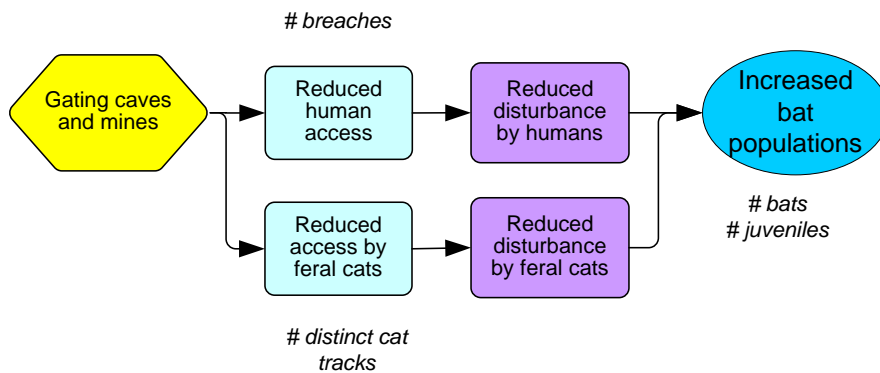 # breaches
Gating caves
and mines
Reduced
human
access
Reduced
disturbance
by humans
Increased
bat
populations
# bats
# juveniles
Reduced
access by
feral cats
Reduced
disturbance
by feral cats
# distinct cat
tracks